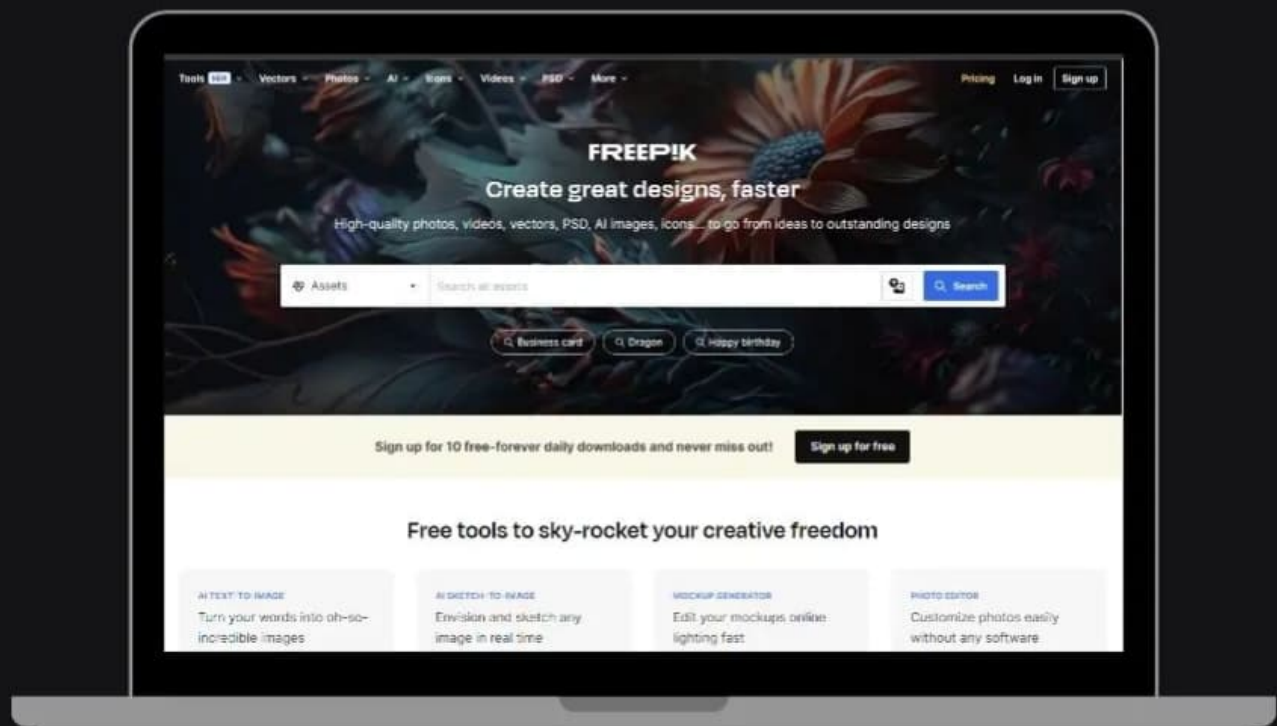 Tools NEW Vectors Photos AI Icons Videos PSD More Pricing Log in Sign up
FREEP!K
Create great designs, faster
High-quality photos, videos, vectors, PSD, AI images, icons... to go from ideas to outstanding designs
Assets Search all assets Search
Business card Dragon Happy birthday
Sign up for 10 free-forever daily downloads and never miss out! Sign up for free
Free tools to sky-rocket your creative freedom
AI TEXT-TO-IMAGE AI SKETCH-TO-IMAGE MOCKUP GENERATOR PHOTO EDITOR
Turn your words into oh-so- Envision and sketch any Edit your mockups online Customize photos easily
incredible images image in real time lighting fast without any software